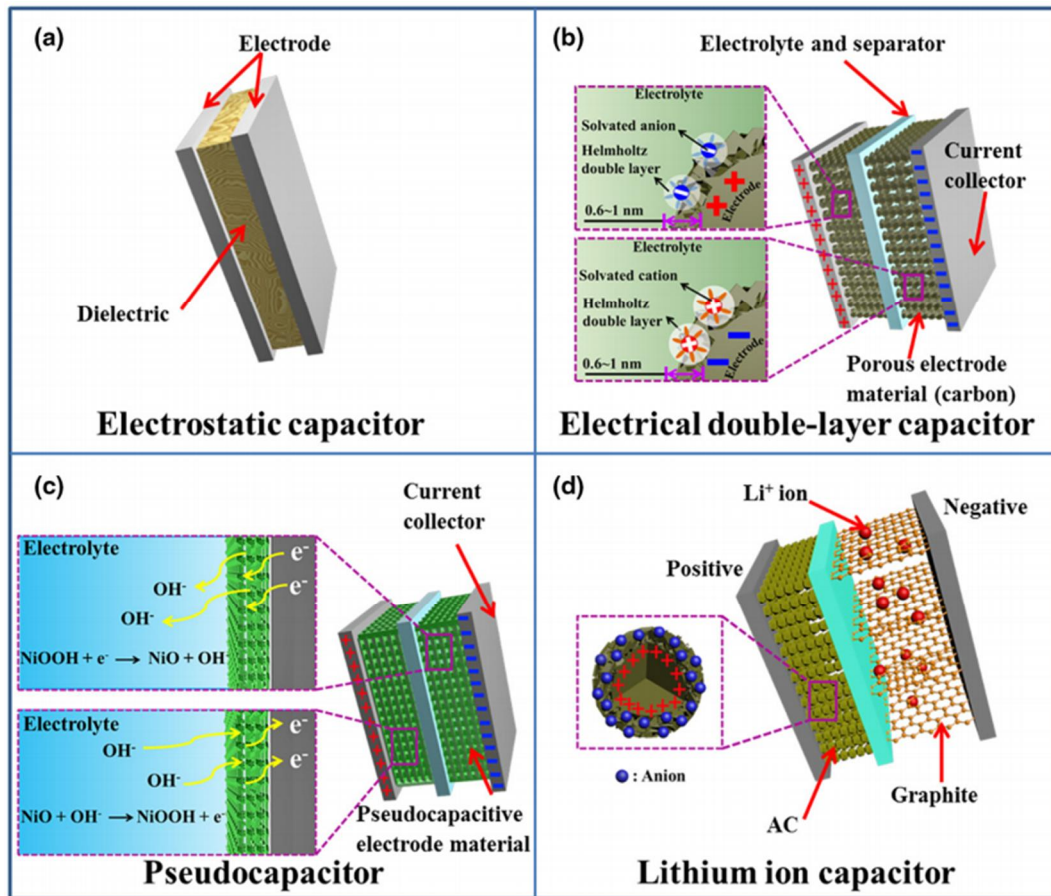 (a)
Electrode
Dielectric
Electrostatic capacitor
(b)
Electrolyte and separator
Electrolyte
Solvated anion
Helmholtz
double layer
0.6~1 nm
Electrode
Electrolyte
Solvated cation
Helmholtz
double layer
0.6~1 nm
Electrode
Current
collector
Porous electrode
material (carbon)
Electrical double-layer capacitor
(c)
Current
collector
Electrolyte
e-
OH-
e-
OH-
NiOOH + e- → NiO + OH-
Electrolyte
e-
OH-
e-
OH-
NiO + OH- → NiOOH + e-
Pseudocapacitive
electrode material
Pseudocapacitor
(d)
Li+ ion
Negative
Positive
: Anion
Graphite
AC
Lithium ion capacitor